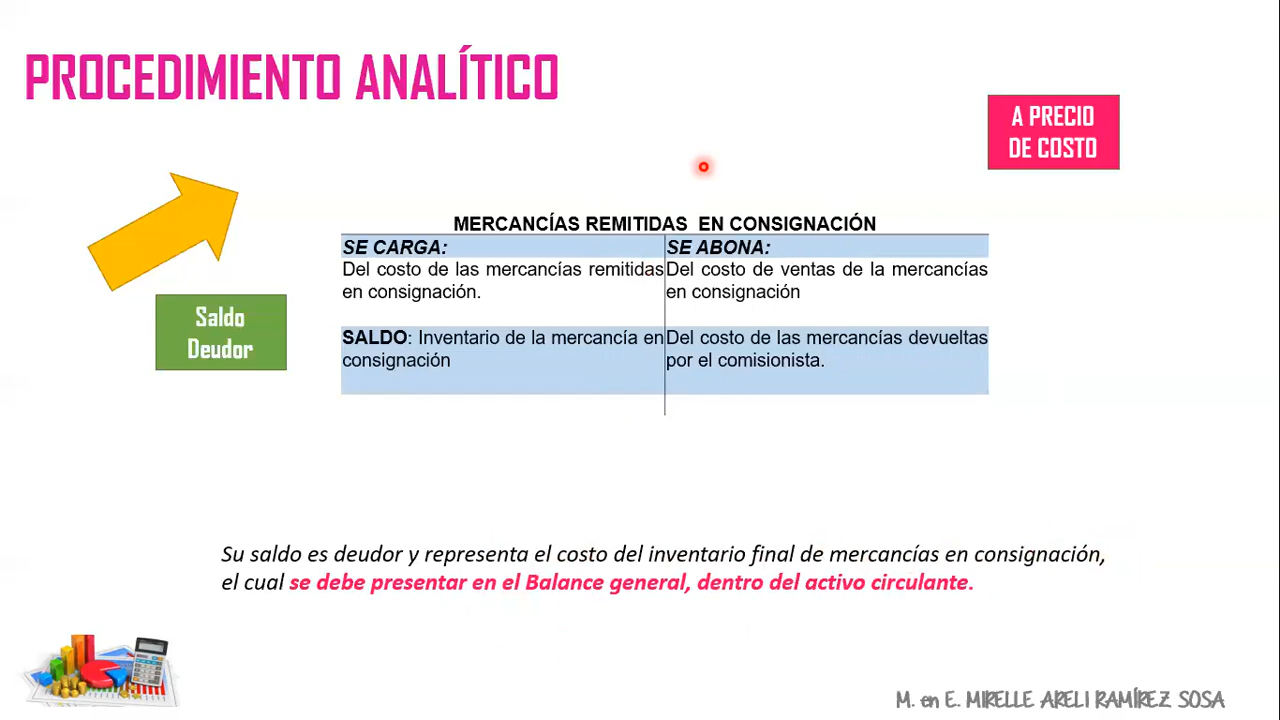 PROCEDIMIENTO ANALÍTICO
A PRECIO
DE COSTO
MERCANCÍAS REMITIDAS EN CONSIGNACIÓN
SE CARGA:
Del costo de las mercancías remitidas
en consignación.
SALDO: Inventario de la mercancía en
consignación
SE ABONA:
Del costo de ventas de la mercancías
en consignación
Del costo de las mercancías devueltas
por el comisionista.
Saldo
Deudor
Su saldo es deudor y representa el costo del inventario final de mercancías en consignación,
el cual se debe presentar en el Balance general, dentro del activo circulante.
M. en E. MIRELLE ARELI RAMÍREZ SOSA